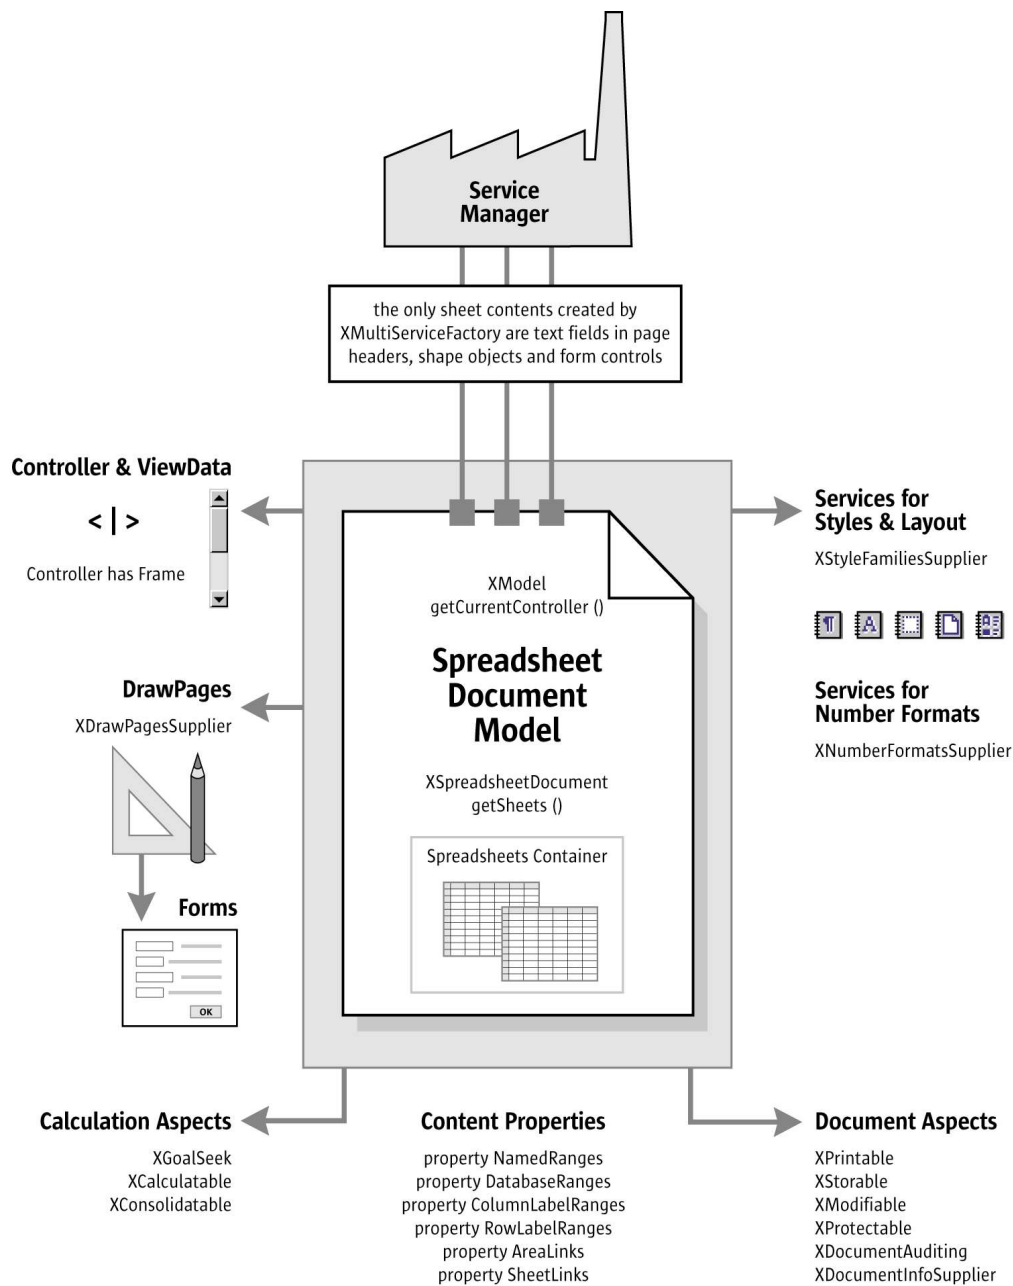 Service
Manager
the only sheet contents created by
XMultiServiceFactory are text fields in page
headers, shape objects and form controls
Controller & ViewData
< | >
Controller has Frame
Services for
Styles & Layout
XStyleFamiliesSupplier
¶
A
A
XModel
getCurrentController ()
Spreadsheet
Document
Model
DrawPages
XDrawPagesSupplier
Services for
Number Formats
XNumberFormatsSupplier
XSpreadsheetDocument
getSheets ()
Spreadsheets Container
Forms
OK
Calculation Aspects
XGoalSeek
XCalculatable
XConsolidatable
Content Properties
property NamedRanges
property DatabaseRanges
property ColumnLabelRanges
property RowLabelRanges
property AreaLinks
property SheetLinks
Document Aspects
XPrintable
XStorable
XModifiable
XProtectable
XDocumentAuditing
XDocumentInfoSupplier